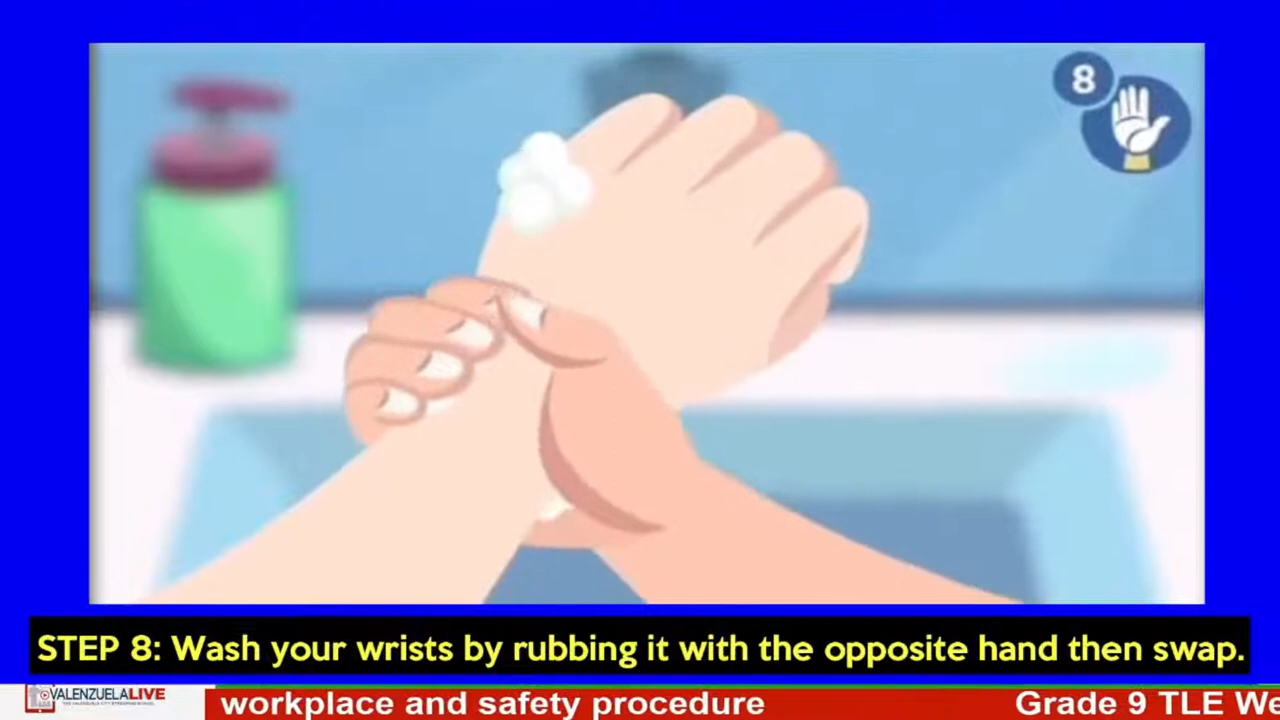 8
STEP 8: Wash your wrists by rubbing it with the opposite hand then swap.
VALENZUELALIVE
workplace and safety procedure
Grade 9 TLE We